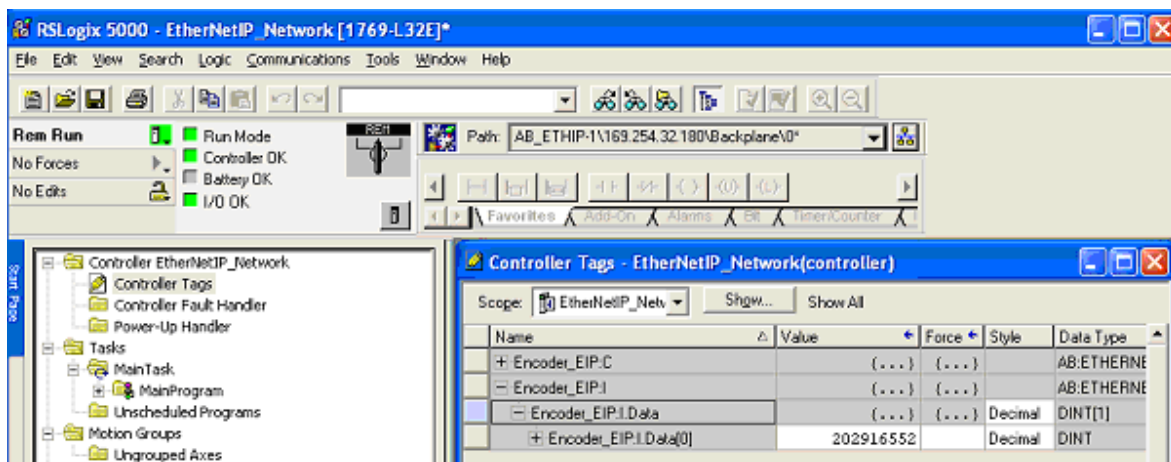 RSLogix 5000 - EtherNetIP_Network [1769-L32E]*
File Edit View Search Logic Communications Tools Window Help
Rem Run
Run Mode
REM
Path: AB_ETHIP-1\169.254.32.180\Backplane\0*
No Forces
Controller OK
Battery OK
No Edits
I/O OK
Favorites Add-On Alarms Bit Timer/Counter
Start Page
Controller EtherNetIP_Network
Controller Tags
Controller Fault Handler
Power-Up Handler
Tasks
MainTask
MainProgram
Unscheduled Programs
Motion Groups
Ungrouped Axes
Controller Tags - EtherNetIP_Network(controller)
Scope: EtherNetIP_Netw Show... Show All
Name Value Force Style Data Type
Encoder_EIP:C {...} {...} AB:ETHERNE
Encoder_EIP:I {...} {...} AB:ETHERNE
Encoder_EIP:I.Data {...} {...} Decimal DINT[1]
Encoder_EIP:I.Data[0] 202916552 Decimal DINT